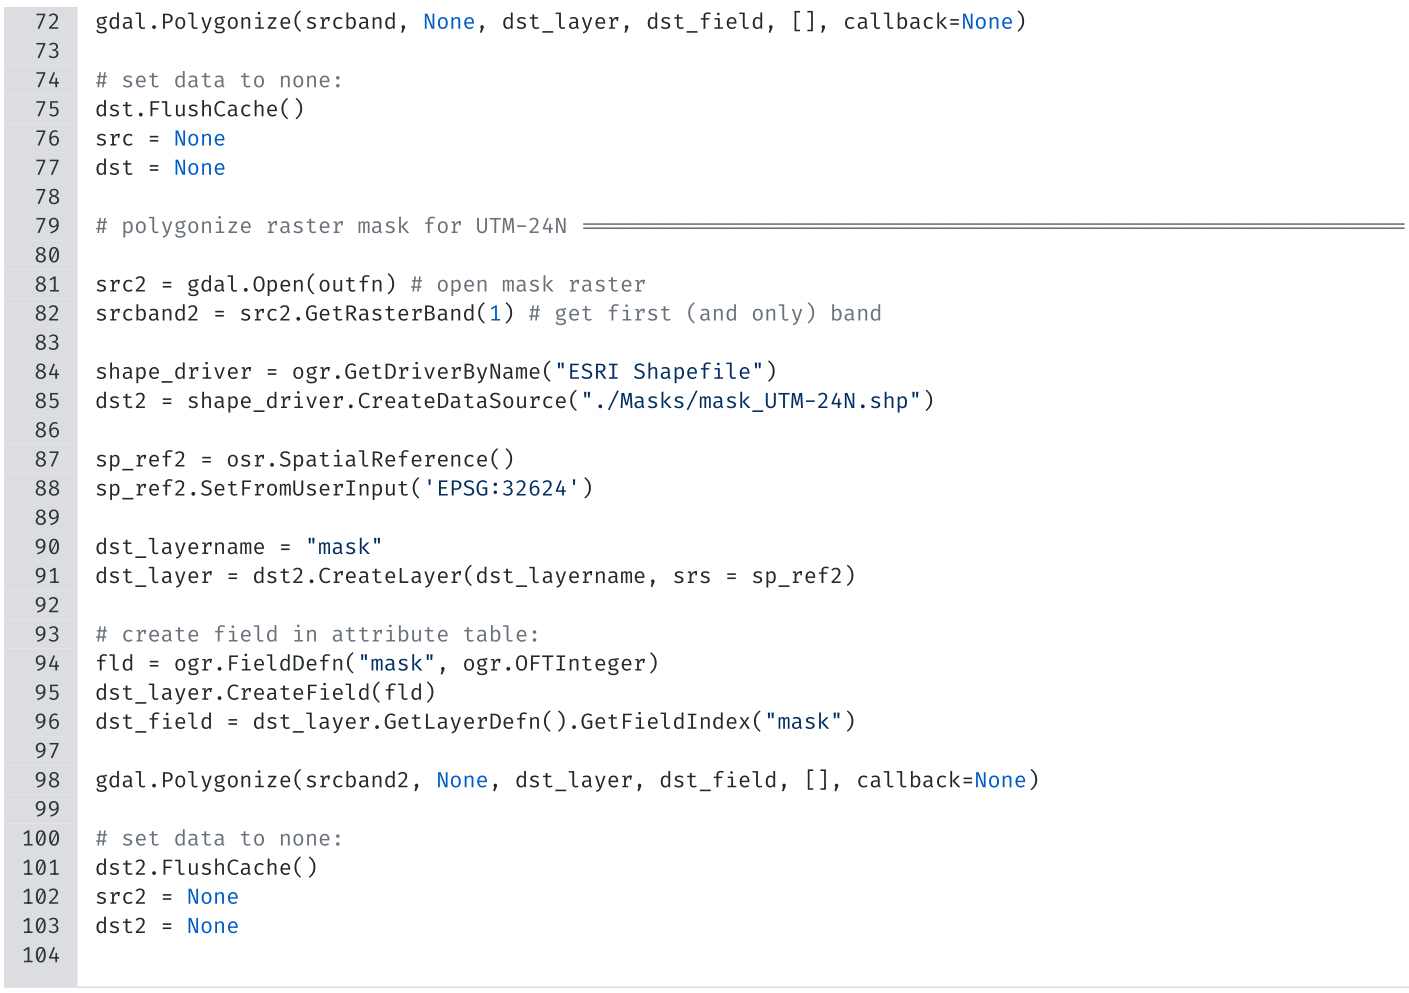 72 gdal.Polygonize(srcband, None, dst_layer, dst_field, [], callback=None)
73
74 # set data to none:
75 dst.FlushCache()
76 src = None
77 dst = None
78
79 # polygonize raster mask for UTM-24N ===============================================================
80
81 src2 = gdal.Open(outfn) # open mask raster
82 srcband2 = src2.GetRasterBand(1) # get first (and only) band
83
84 shape_driver = ogr.GetDriverByName("ESRI Shapefile")
85 dst2 = shape_driver.CreateDataSource("./Masks/mask_UTM-24N.shp")
86
87 sp_ref2 = osr.SpatialReference()
88 sp_ref2.SetFromUserInput('EPSG:32624')
89
90 dst_layername = "mask"
91 dst_layer = dst2.CreateLayer(dst_layername, srs = sp_ref2)
92
93 # create field in attribute table:
94 fld = ogr.FieldDefn("mask", ogr.OFTInteger)
95 dst_layer.CreateField(fld)
96 dst_field = dst_layer.GetLayerDefn().GetFieldIndex("mask")
97
98 gdal.Polygonize(srcband2, None, dst_layer, dst_field, [], callback=None)
99
100 # set data to none:
101 dst2.FlushCache()
102 src2 = None
103 dst2 = None
104